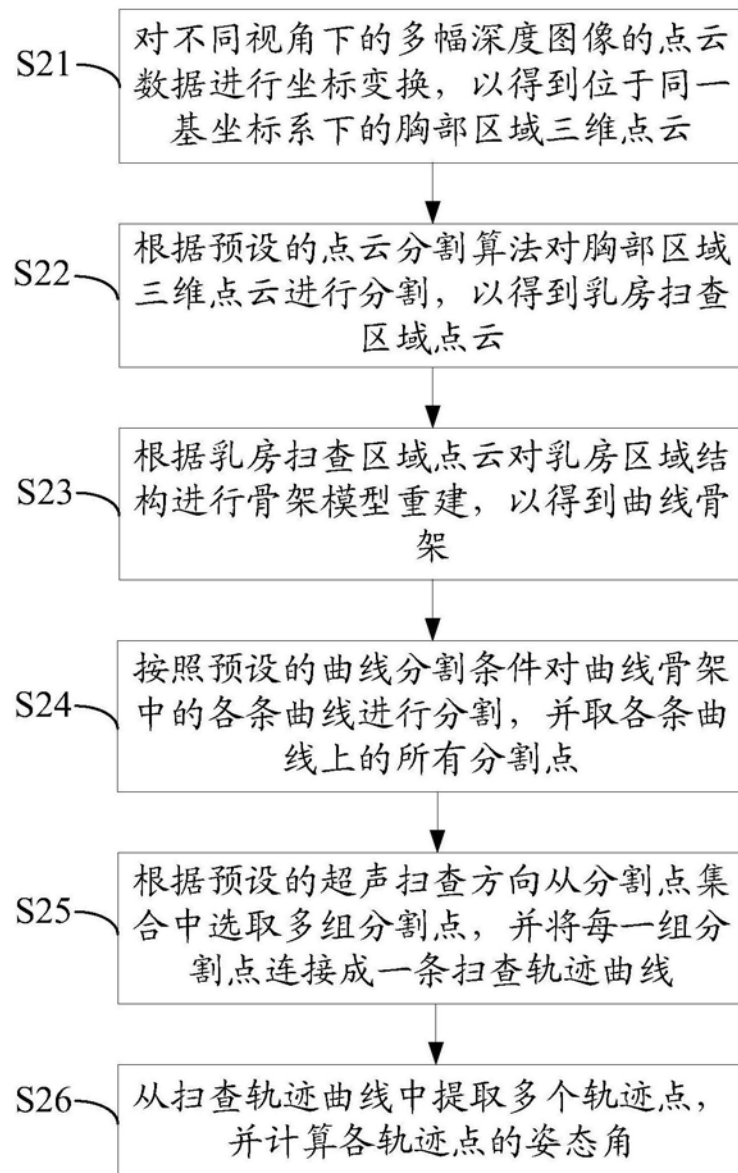 S21
对不同视角下的多幅深度图像的点云
数据进行坐标变换，以得到位于同一
基坐标系下的胸部区域三维点云
S22
根据预设的点云分割算法对胸部区域
三维点云进行分割，以得到乳房扫查
区域点云
S23
根据乳房扫查区域点云对乳房区域结
构进行骨架模型重建，以得到曲线骨
架
S24
按照预设的曲线分割条件对曲线骨架
中的各条曲线进行分割，并取各条曲
线上的所有分割点
S25
根据预设的超声扫查方向从分割点集
合中选取多组分割点，并将每一组分
割点连接成一条扫查轨迹曲线
S26
从扫查轨迹曲线中提取多个轨迹点，
并计算各轨迹点的姿态角